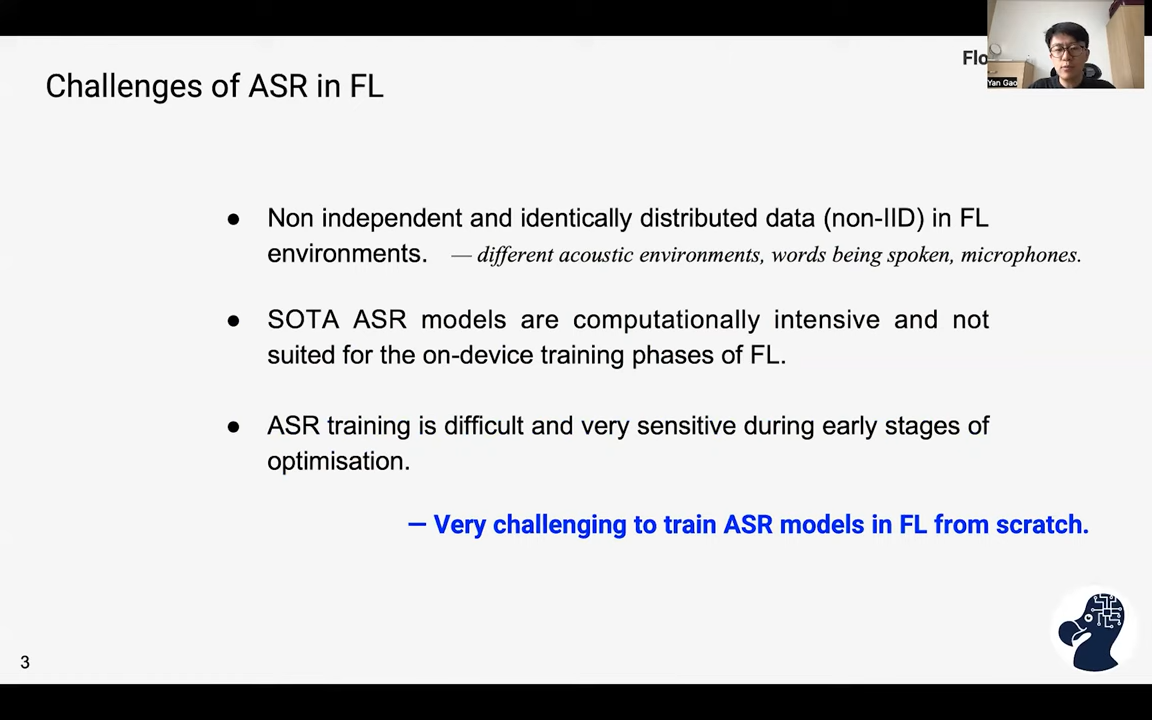 Flo
Yan Gao
Challenges of ASR in FL
● Non independent and identically distributed data (non-IID) in FL
environments. — different acoustic environments, words being spoken, microphones.
● SOTA ASR models are computationally intensive and not
suited for the on-device training phases of FL.
● ASR training is difficult and very sensitive during early stages of
optimisation.
— Very challenging to train ASR models in FL from scratch.
3